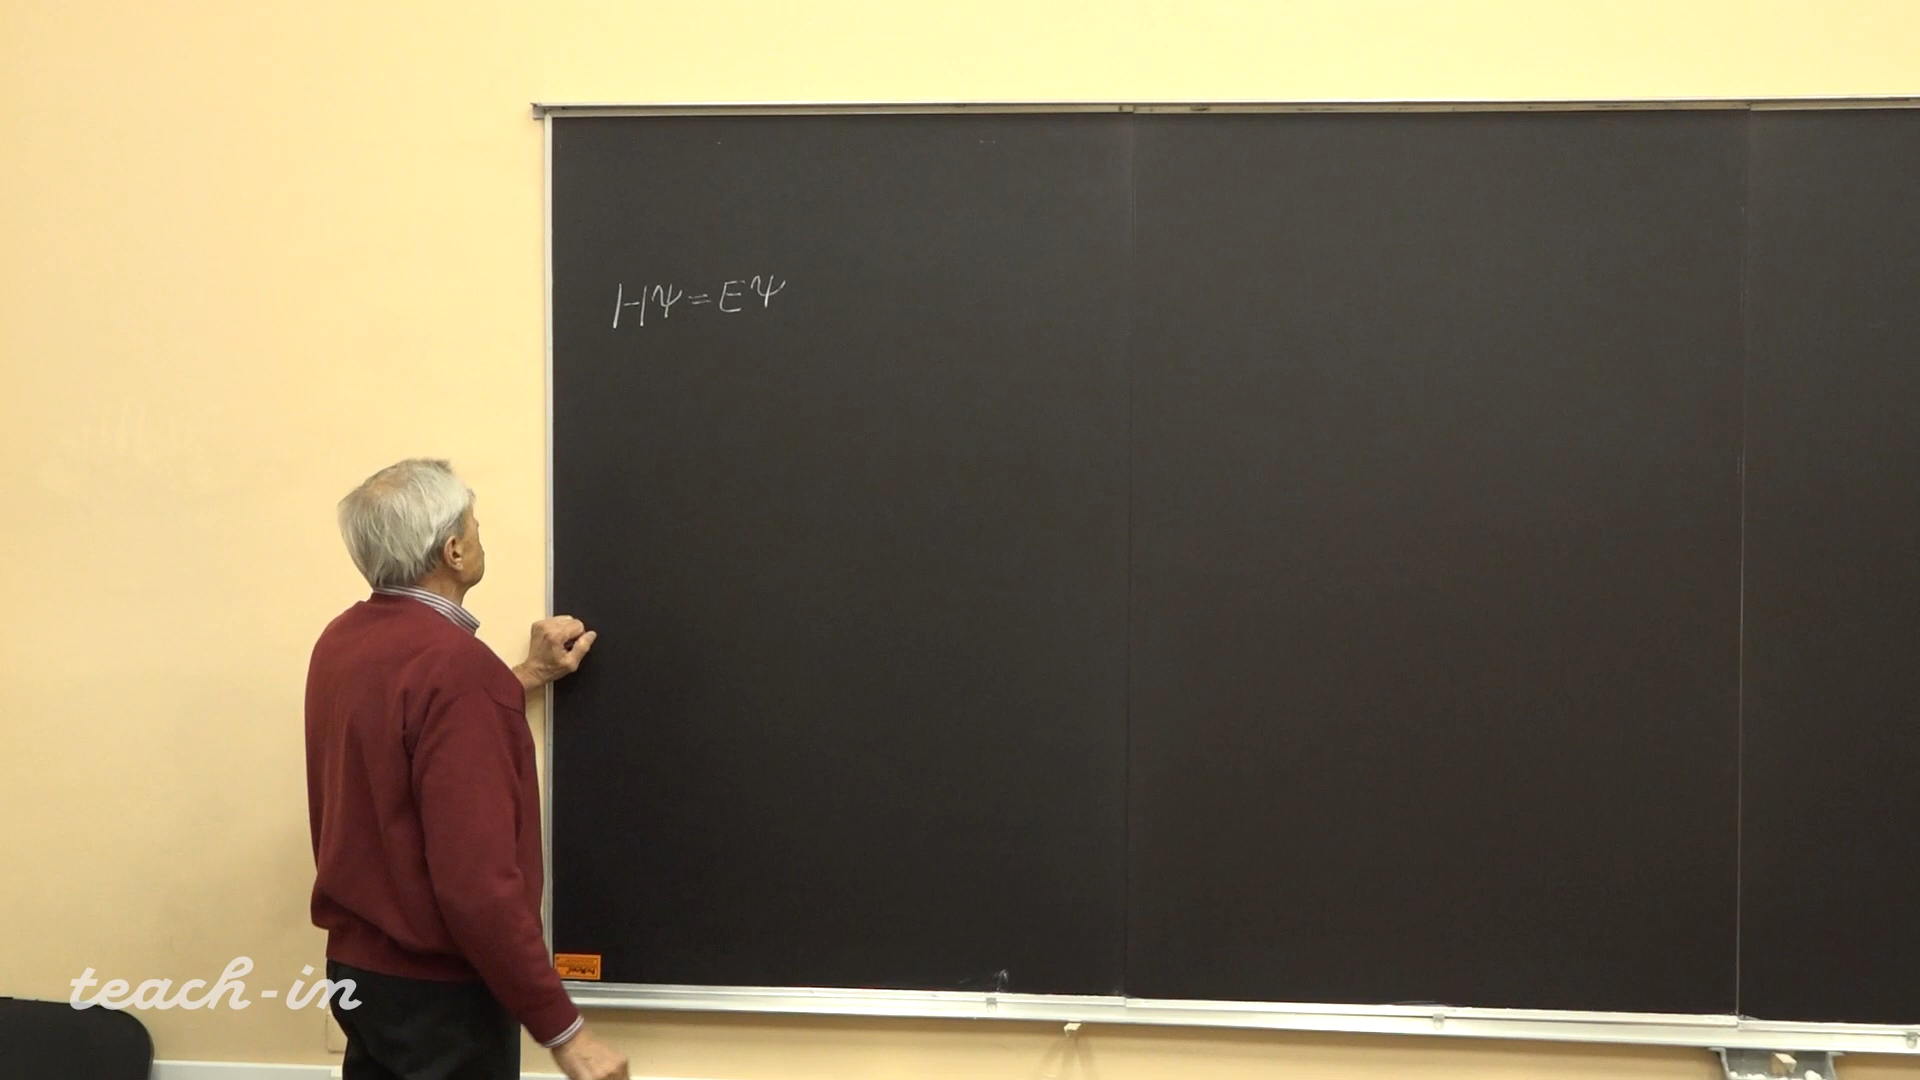 HΨ = EΨ
teach-in